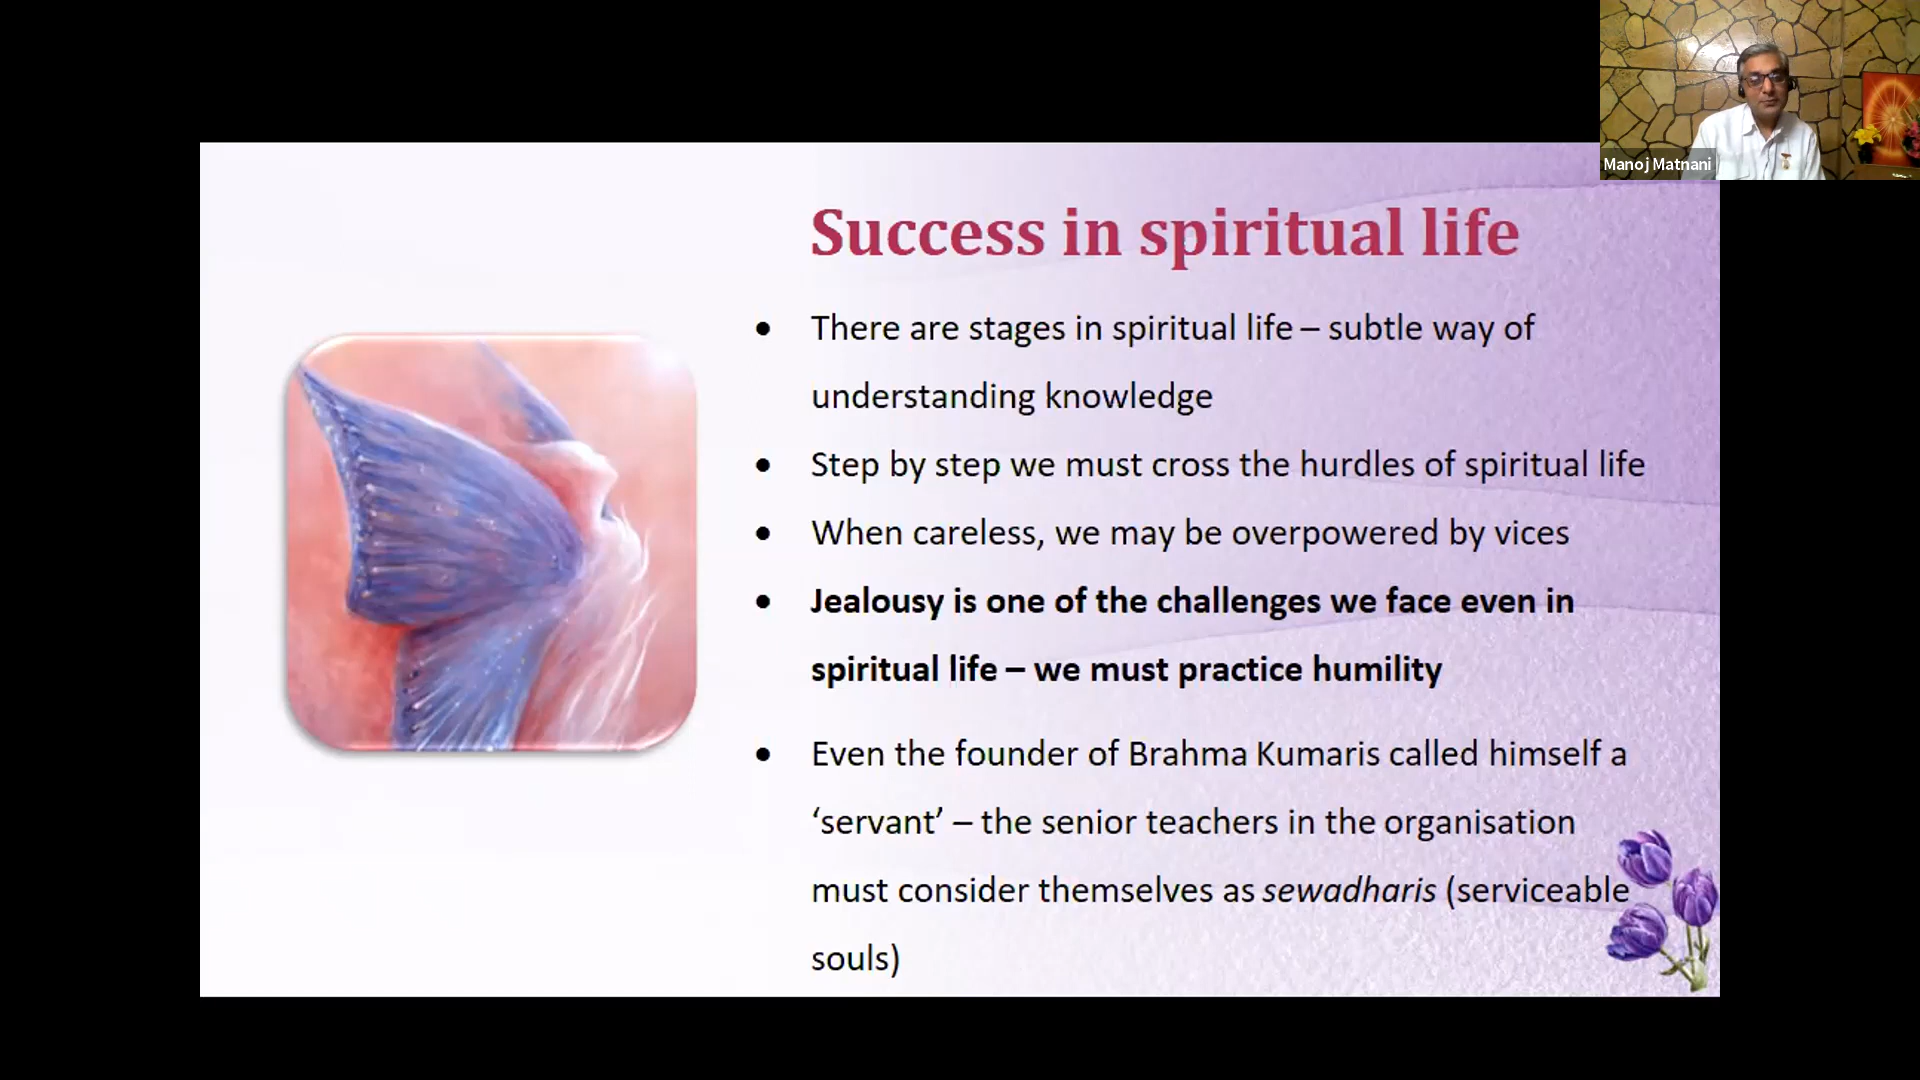 Manoj Matnani
Success in spiritual life
• There are stages in spiritual life – subtle way of
understanding knowledge
• Step by step we must cross the hurdles of spiritual life
• When careless, we may be overpowered by vices
• Jealousy is one of the challenges we face even in
spiritual life – we must practice humility
• Even the founder of Brahma Kumaris called himself a
‘servant’ – the senior teachers in the organisation
must consider themselves as sewadharis (serviceable
souls)